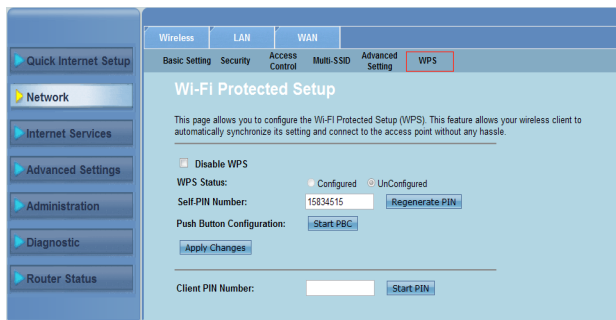 Wireless LAN WAN
Basic Setting Security Access Control Multi-SSID Advanced Setting WPS
Quick Internet Setup
Network
Internet Services
Advanced Settings
Administration
Diagnostic
Router Status
Wi-Fi Protected Setup
This page allows you to configure the Wi-FI Protected Setup (WPS). This feature allows your wireless client to
automatically synchronize its setting and connect to the access point without any hassle.
Disable WPS
WPS Status: Configured UnConfigured
Self-PIN Number: 15834515 Regenerate PIN
Push Button Configuration: Start PBC
Apply Changes
Client PIN Number: Start PIN